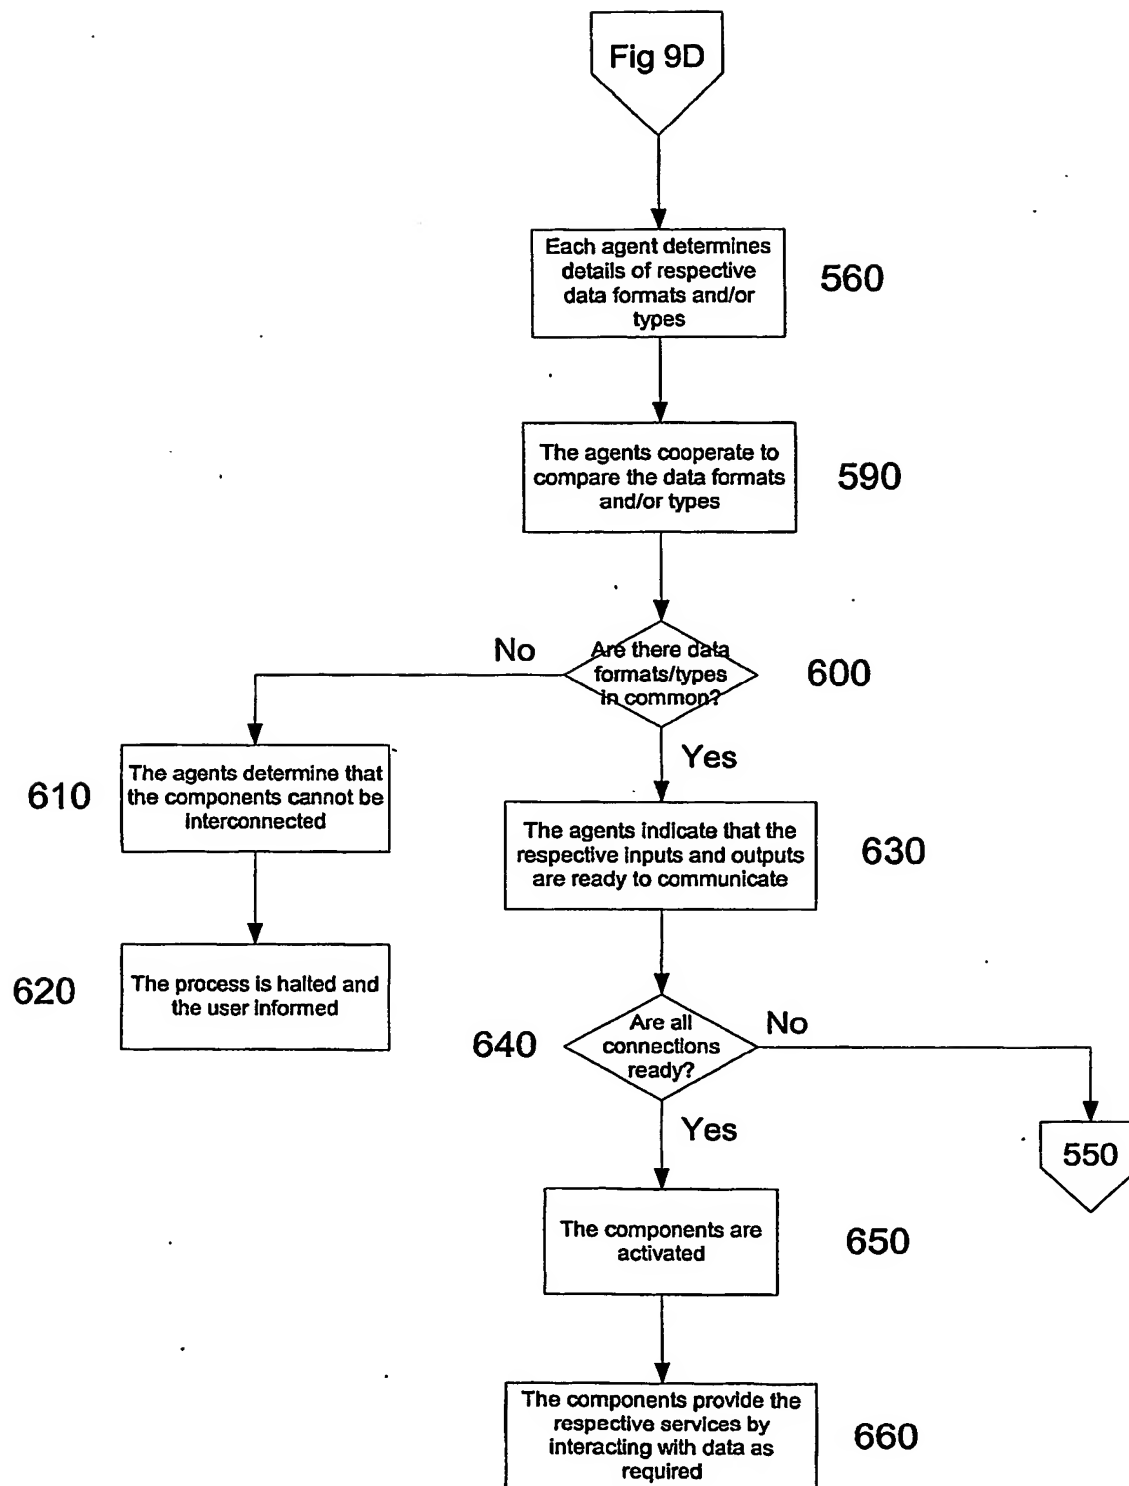 Fig 9D
Each agent determines
details of respective
data formats and/or
types
560
The agents cooperate to
compare the data formats
and/or types
590
No
Are there data
formats/types
in common?
600
Yes
610
The agents determine that
the components cannot be
interconnected
The agents indicate that the
respective inputs and outputs
are ready to communicate
630
620
The process is halted and
the user informed
640
Are all
connections
ready?
No
Yes
550
The components are
activated
650
The components provide the
respective services by
interacting with data as
required
660